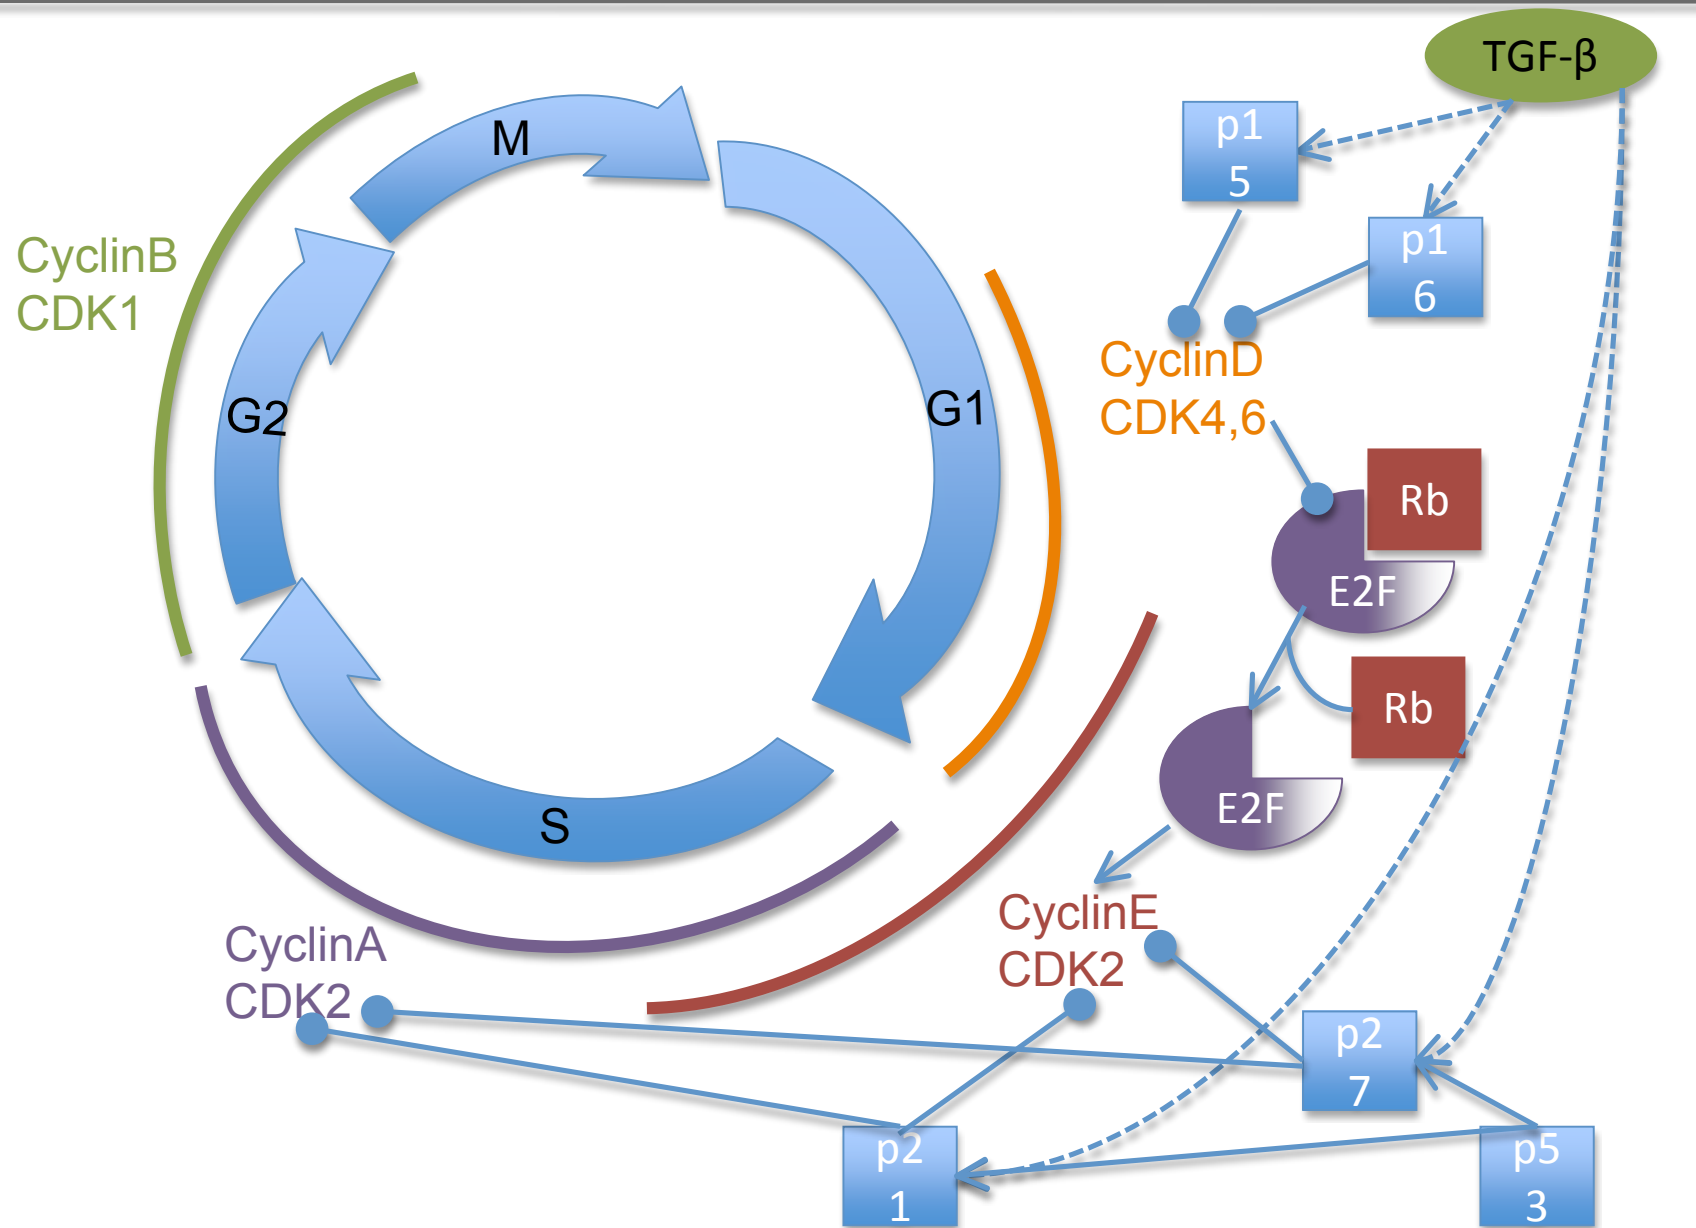 TGF-β
p1
5
M
p1
6
CyclinB
CDK1
CyclinD
CDK4,6
G1
G2
Rb
E2F
Rb
E2F
S
CyclinE
CDK2
CyclinA
CDK2
p2
7
p2
1
p5
3